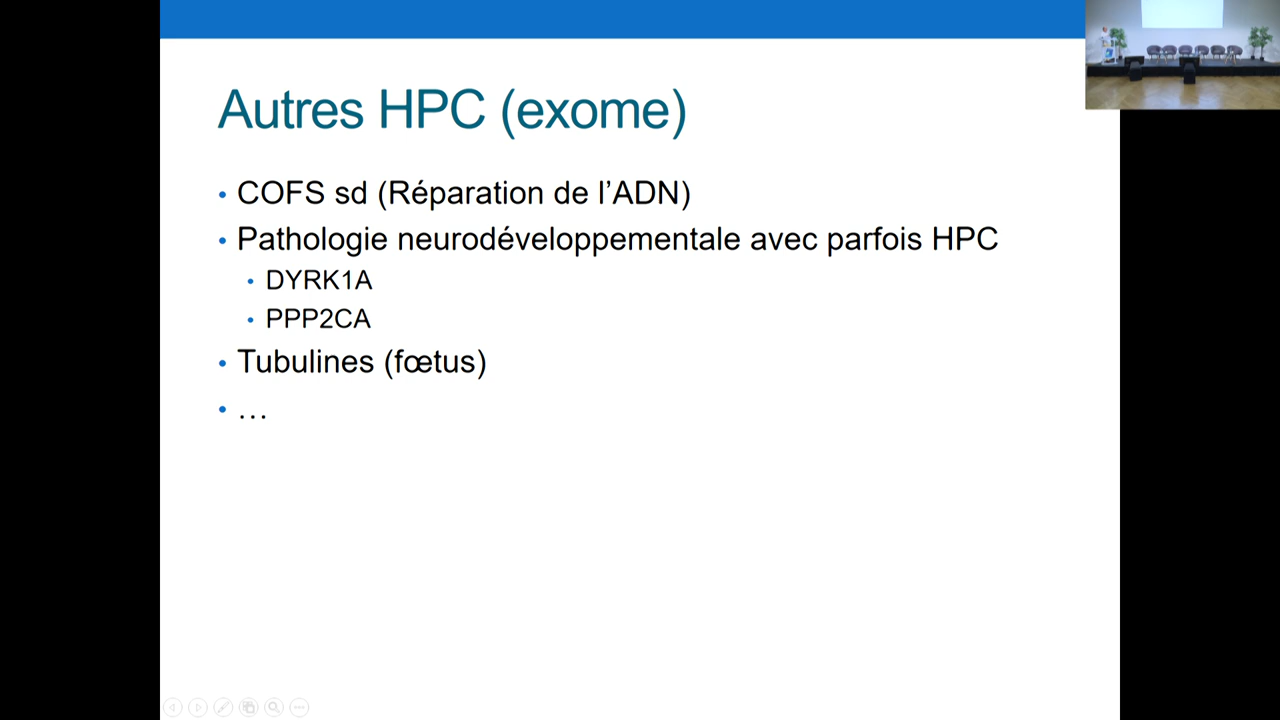 Autres HPC (exome)
• COFS sd (Réparation de l’ADN)
• Pathologie neurodéveloppementale avec parfois HPC
• DYRK1A
• PPP2CA
• Tubulines (fœtus)
• …